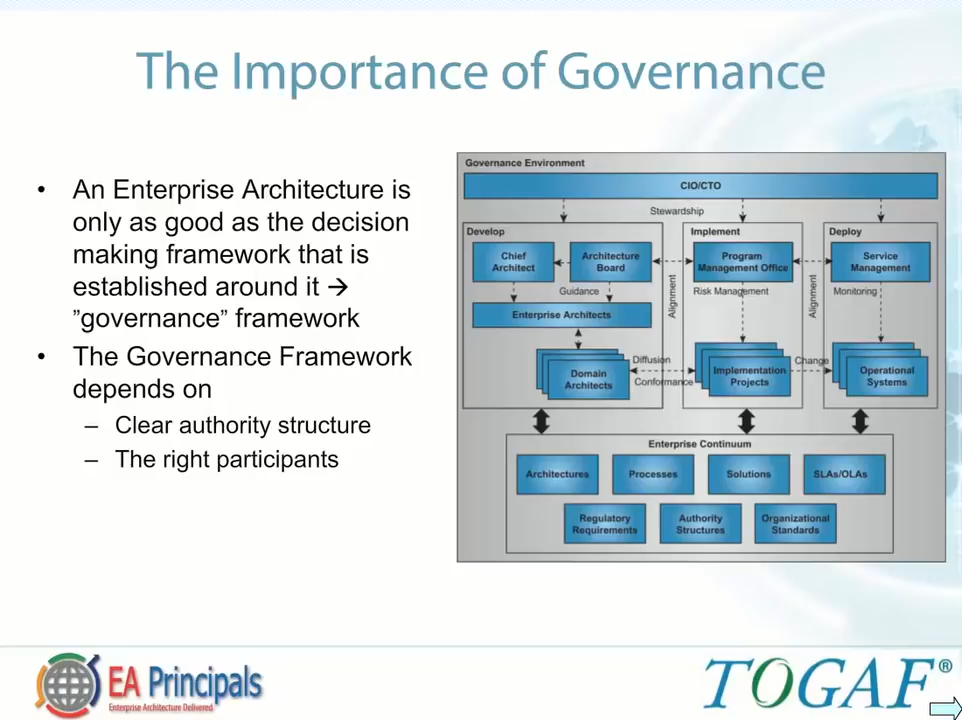 The Importance of Governance
• An Enterprise Architecture is
only as good as the decision
making framework that is
established around it →
”governance” framework
• The Governance Framework
depends on
– Clear authority structure
– The right participants
Governance Environment
CIO/CTO
Stewardship
Develop
Implement
Deploy
Chief
Architect
Architecture
Board
Program
Management Office
Service
Management
Guidance
Alignment
Risk Management
Alignment
Monitoring
Enterprise Architects
Domain
Architects
Diffusion
Conformance
Implementation
Projects
Change
Operational
Systems
Enterprise Continuum
Architectures
Processes
Solutions
SLAs/OLAs
Regulatory
Requirements
Authority
Structures
Organizational
Standards
EA Principals
Enterprise Architecture Delivered
TOGAF®